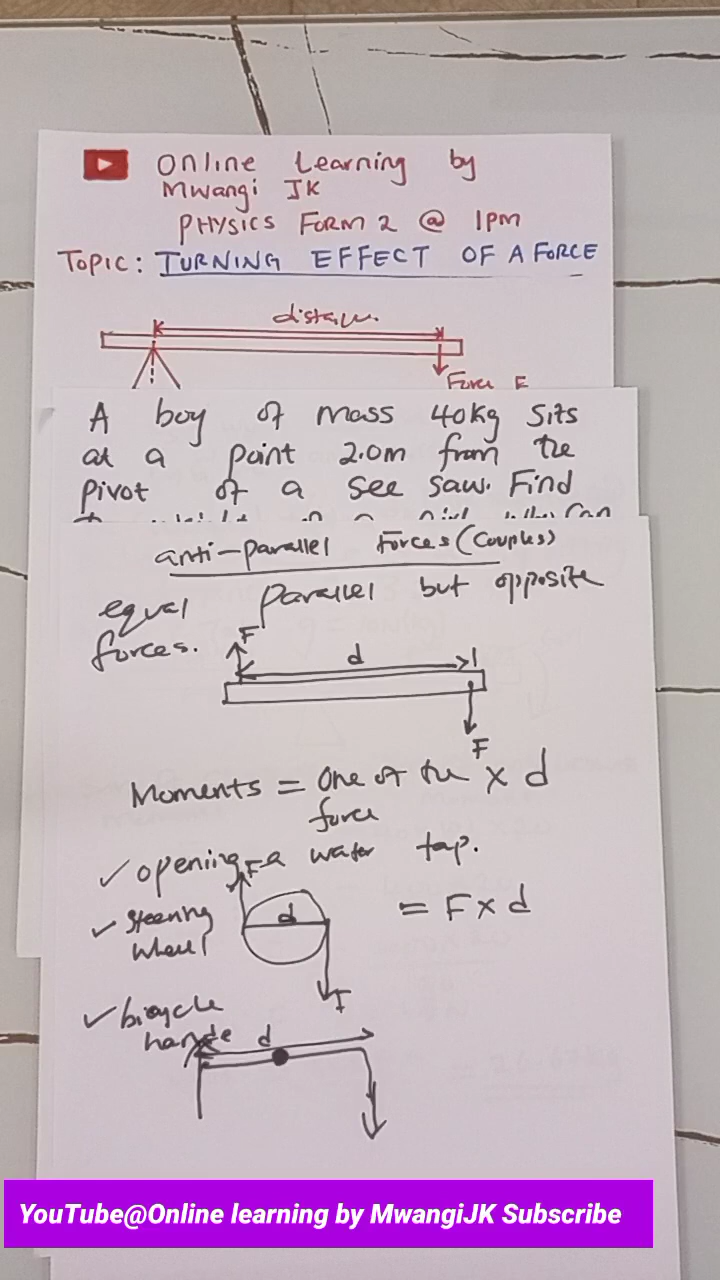 Online Learning by
Mwangi JK
PHYSICS FORM 2 @ 1pm
TOPIC: TURNING EFFECT OF A FORCE
distance
Force F
A boy of mass 40kg sits
at a point 2.0m from the
pivot of a see saw. Find
anti-parallel forces (couples)
equal parallel but opposite
forces.
F
d
F
Moments = One of the force × d
✓ opening a water tap.
F
✓ steering wheel
d
= F × d
F
✓ bicycle
handle
d
YouTube@Online learning by MwangiJK Subscribe